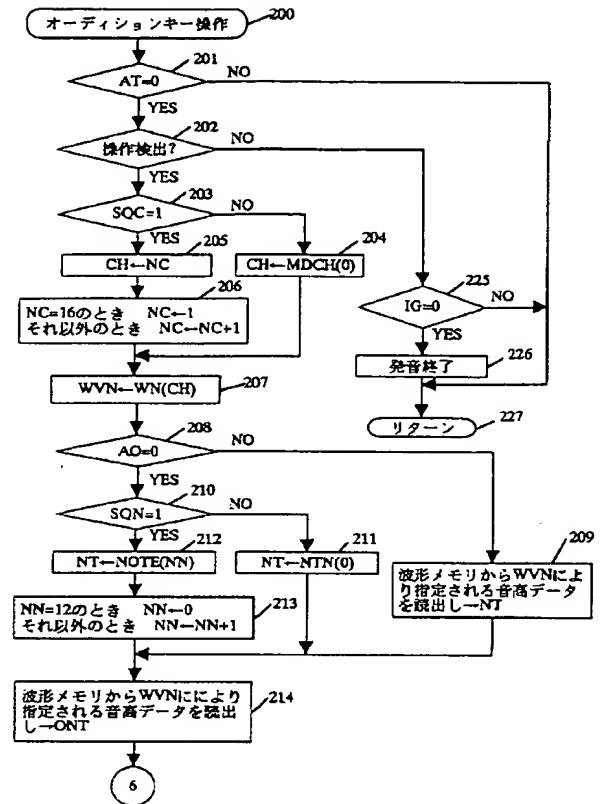 オーディションキー操作
200
201
AT=0
NO
YES
202
操作検出?
NO
YES
203
SQC=1
NO
YES
205
204
CH←NC
CH←MDCH(0)
206
225
NC=16のとき NC←1
それ以外のとき NC←NC+1
IG=0
NO
YES
226
発音終了
WVN←WN(CH)
207
227
リターン
208
AO=0
NO
YES
210
SQN=1
NO
YES
212
211
209
NT←NOTE(NN)
NT←NTN(0)
波形メモリからWVNによ
り指定される音高データ
を読出し→NT
NN=12のとき NN←0
それ以外のとき NN←NN+1
213
波形メモリからWVNににより
指定される音高データを読出
し→ONT
214
6